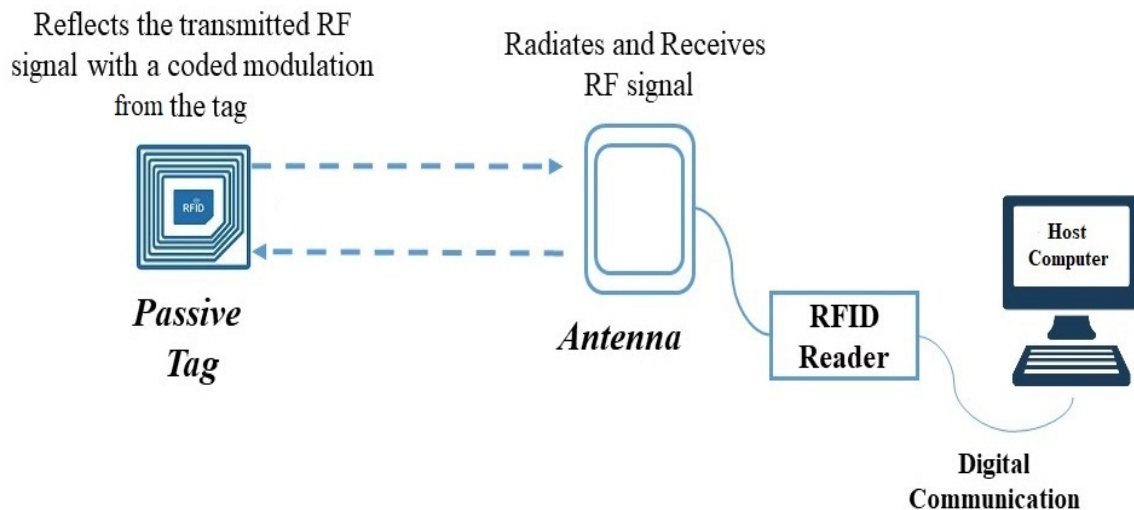 Reflects the transmitted RF
signal with a coded modulation
from the tag
Radiates and Receives
RF signal
RFID
Passive
Tag
Antenna
RFID
Reader
Host
Computer
Digital
Communication